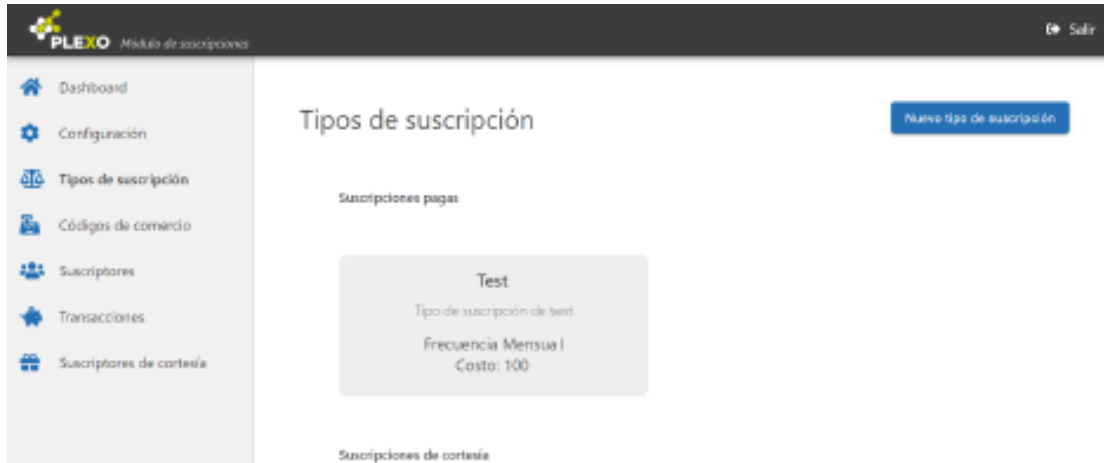 PLEXO Módulo de suscripciones
Salir
Dashboard
Configuración
Tipos de suscripción
Códigos de comercio
Suscriptores
Transacciones
Suscriptores de cortesía
Tipos de suscripción
Nuevo tipo de suscripción
Suscripciones pagas
Test
Tipo de suscripción de test
Frecuencia Mensual
Costo: 100
Suscripciones de cortesía